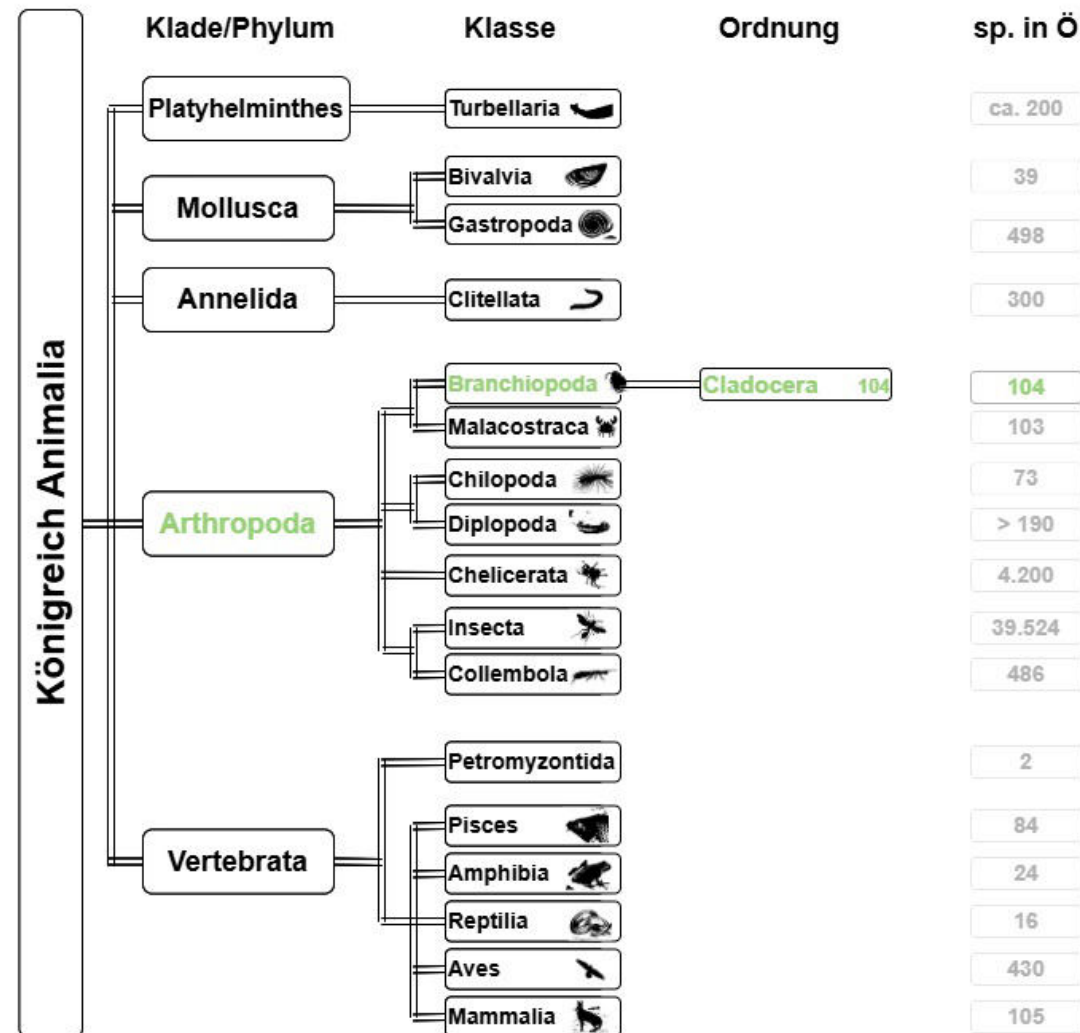 Klade/Phylum Klasse Ordnung sp. in Ö
Königreich Animalia
Platyhelminthes Turbellaria ca. 200
Bivalvia 39
Mollusca
Gastropoda 498
Annelida Clitellata 300
Branchiopoda Cladocera 104 104
Malacostraca 103
Chilopoda 73
Arthropoda Diplopoda > 190
Chelicerata 4.200
Insecta 39.524
Collembola 486
Petromyzontida 2
Pisces 84
Vertebrata
Amphibia 24
Reptilia 16
Aves 430
Mammalia 105